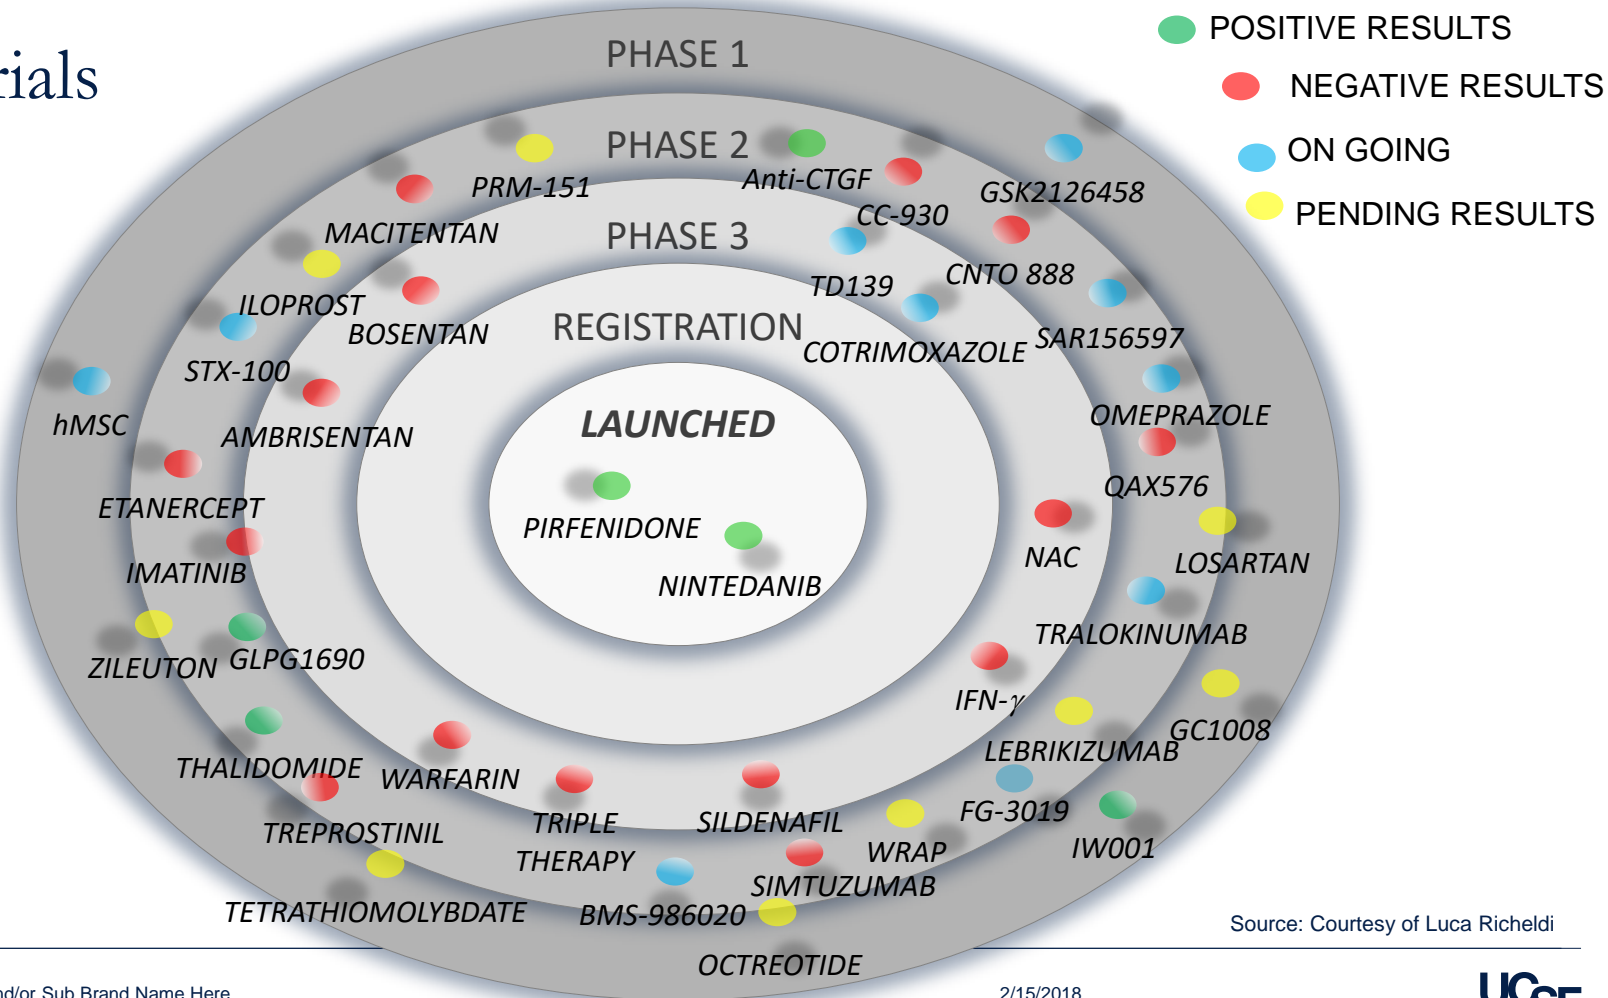 rials
POSITIVE RESULTS
NEGATIVE RESULTS
ON GOING
PENDING RESULTS
PHASE 1
PHASE 2
PHASE 3
REGISTRATION
LAUNCHED
PIRFENIDONE
NINTEDANIB
PRM-151
Anti-CTGF
GSK2126458
MACITENTAN
CC-930
CNTO 888
TD139
ILOPROST
BOSENTAN
COTRIMOXAZOLE
SAR156597
STX-100
hMSC
AMBRISENTAN
OMEPRAZOLE
ETANERCEPT
QAX576
NAC
LOSARTAN
IMATINIB
TRALOKINUMAB
ZILEUTON
GLPG1690
IFN-γ
GC1008
LEBRIKIZUMAB
THALIDOMIDE
WARFARIN
TRIPLE
THERAPY
SILDENAFIL
FG-3019
IW001
TREPROSTINIL
WRAP
SIMTUZUMAB
TETRATHIOMOLYBDATE
BMS-986020
OCTREOTIDE
Source: Courtesy of Luca Richeldi
nd/or Sub Brand Name Here
2/15/2018
UCSF